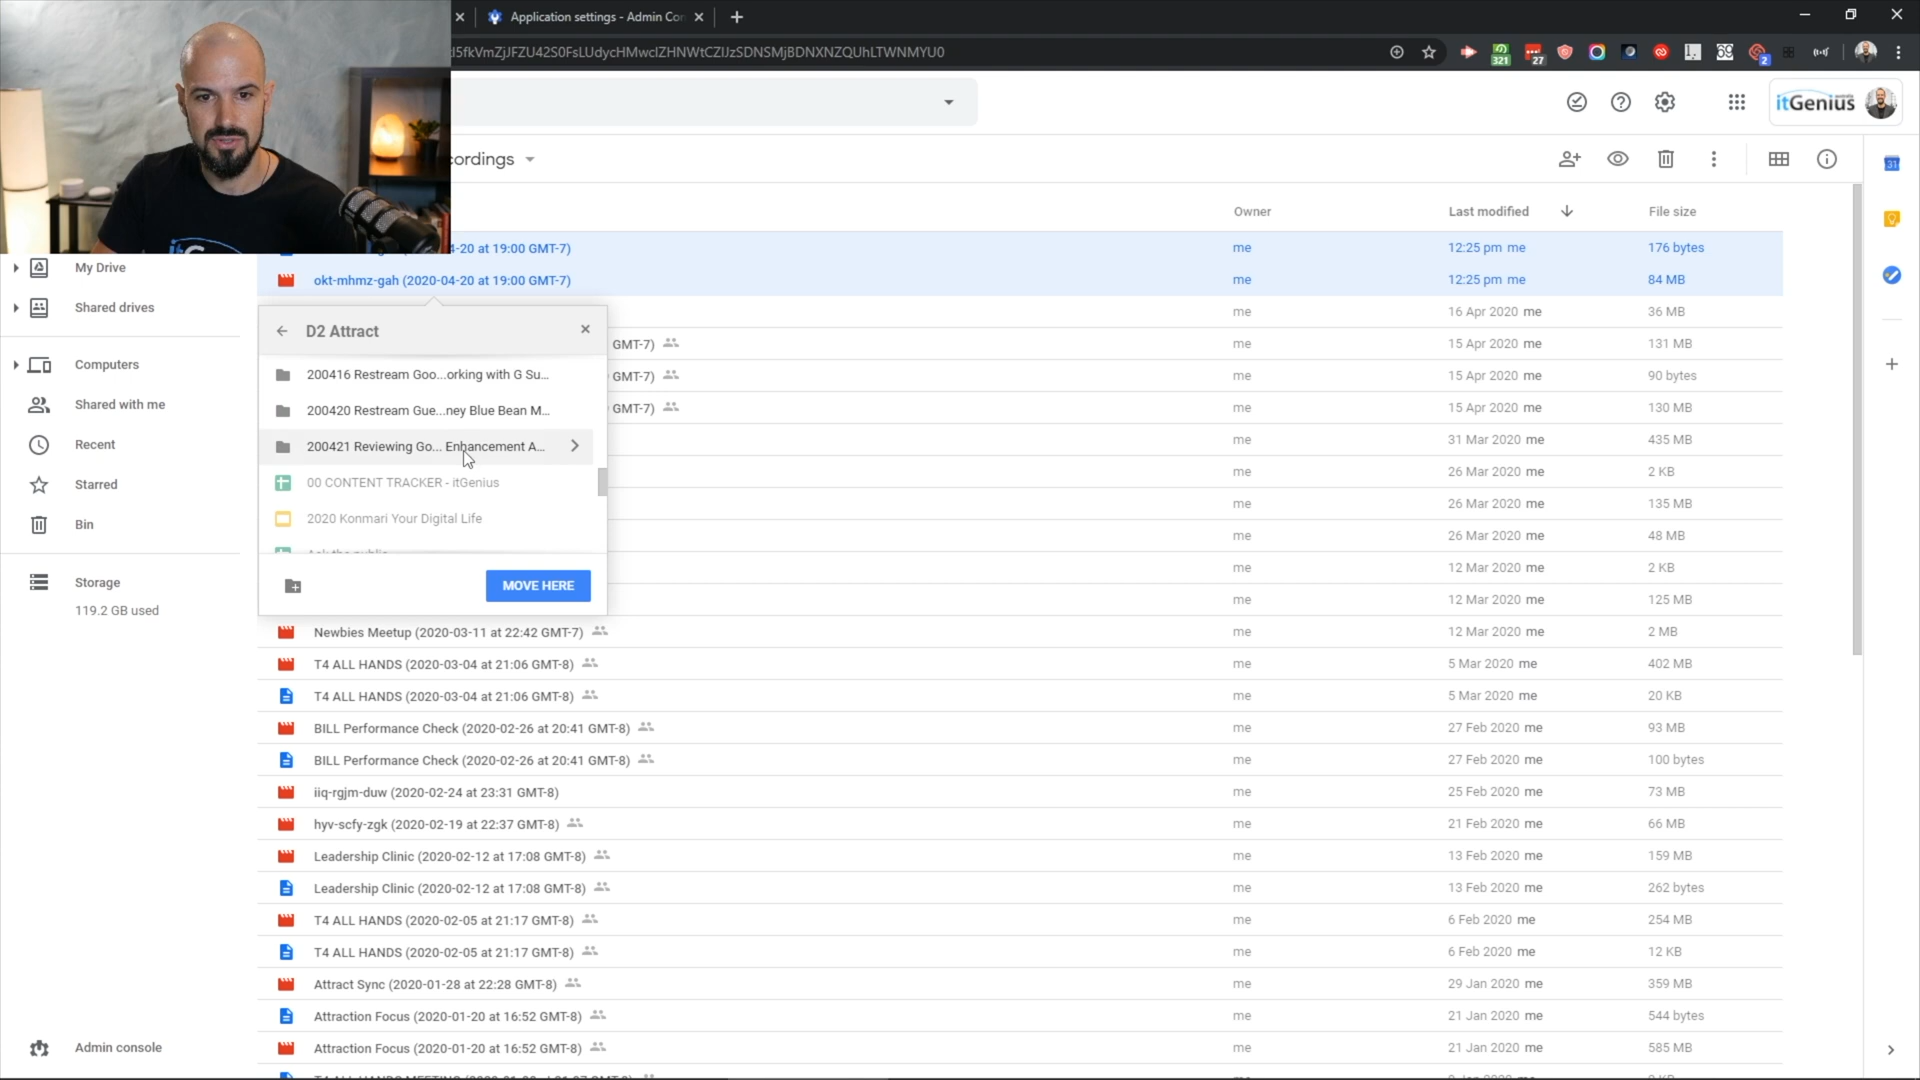 Application settings - Admin Con
J5fkVmZjJFZU42S0FsLUdycHMwclZHNWtCZlJzSDNSMjBDNXNZQUhLTWNMYU0
321
27
2
itGenius
cordings
Owner
Last modified
File size
4-20 at 19:00 GMT-7)
me
12:25 pm me
176 bytes
My Drive
okt-mhmz-gah (2020-04-20 at 19:00 GMT-7)
me
12:25 pm me
84 MB
Shared drives
me
16 Apr 2020 me
36 MB
D2 Attract
GMT-7)
me
15 Apr 2020 me
131 MB
Computers
200416 Restream Goo...orking with G Su...
GMT-7)
me
15 Apr 2020 me
90 bytes
Shared with me
200420 Restream Gue...ney Blue Bean M...
GMT-7)
me
15 Apr 2020 me
130 MB
Recent
200421 Reviewing Go... Enhancement A...
me
31 Mar 2020 me
435 MB
me
26 Mar 2020 me
2 KB
Starred
00 CONTENT TRACKER - itGenius
me
26 Mar 2020 me
135 MB
Bin
2020 Konmari Your Digital Life
me
26 Mar 2020 me
48 MB
me
12 Mar 2020 me
2 KB
Storage
119.2 GB used
MOVE HERE
me
12 Mar 2020 me
125 MB
Newbies Meetup (2020-03-11 at 22:42 GMT-7)
me
12 Mar 2020 me
2 MB
T4 ALL HANDS (2020-03-04 at 21:06 GMT-8)
me
5 Mar 2020 me
402 MB
T4 ALL HANDS (2020-03-04 at 21:06 GMT-8)
me
5 Mar 2020 me
20 KB
BILL Performance Check (2020-02-26 at 20:41 GMT-8)
me
27 Feb 2020 me
93 MB
BILL Performance Check (2020-02-26 at 20:41 GMT-8)
me
27 Feb 2020 me
100 bytes
iiq-rgjm-duw (2020-02-24 at 23:31 GMT-8)
me
25 Feb 2020 me
73 MB
hyv-scfy-zgk (2020-02-19 at 22:37 GMT-8)
me
21 Feb 2020 me
66 MB
Leadership Clinic (2020-02-12 at 17:08 GMT-8)
me
13 Feb 2020 me
159 MB
Leadership Clinic (2020-02-12 at 17:08 GMT-8)
me
13 Feb 2020 me
262 bytes
T4 ALL HANDS (2020-02-05 at 21:17 GMT-8)
me
6 Feb 2020 me
254 MB
T4 ALL HANDS (2020-02-05 at 21:17 GMT-8)
me
6 Feb 2020 me
12 KB
Attract Sync (2020-01-28 at 22:28 GMT-8)
me
29 Jan 2020 me
359 MB
Attraction Focus (2020-01-20 at 16:52 GMT-8)
me
21 Jan 2020 me
544 bytes
Admin console
Attraction Focus (2020-01-20 at 16:52 GMT-8)
me
21 Jan 2020 me
585 MB